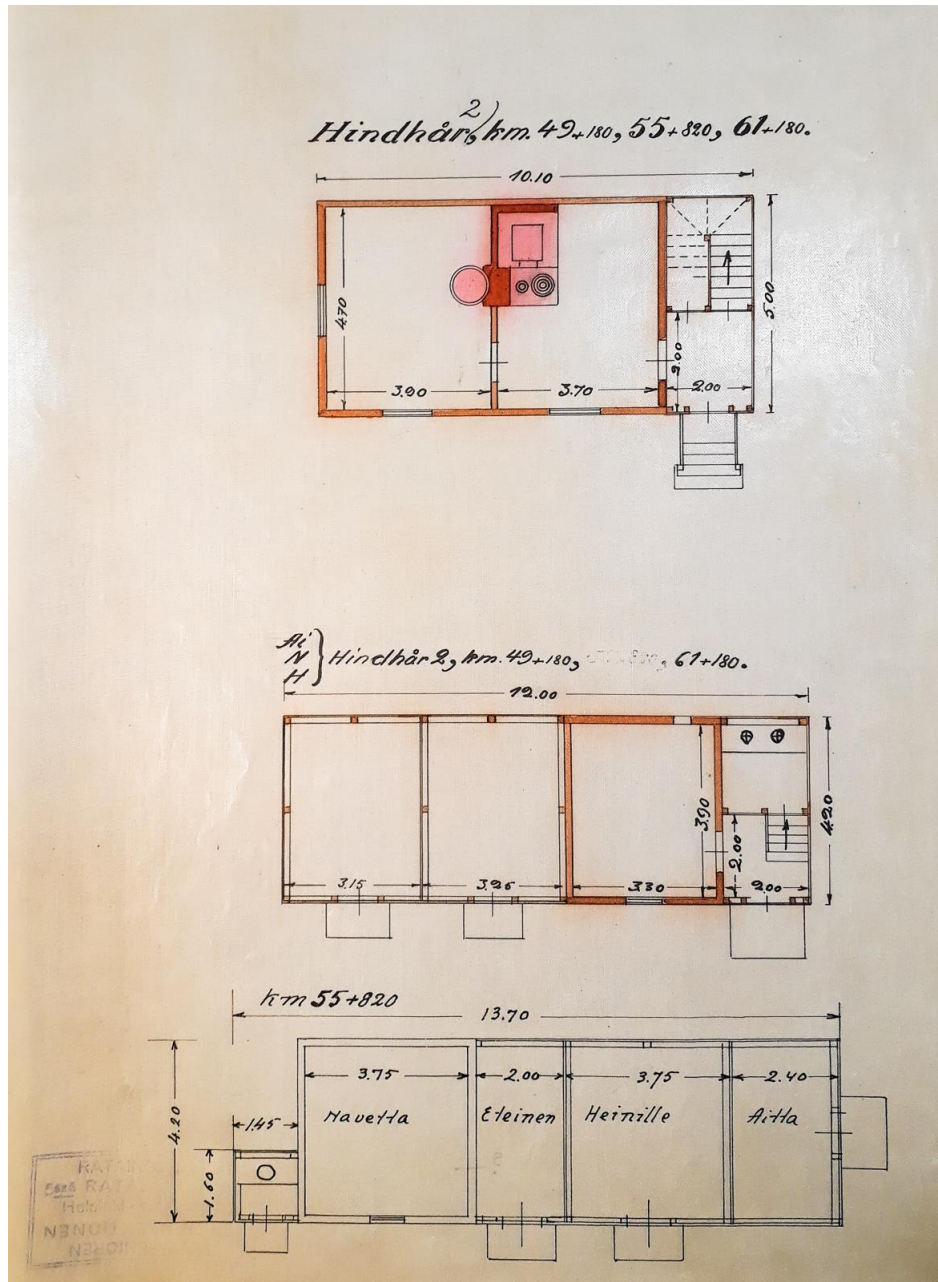 2)
Hindhår, km. 49+180, 55+820, 61+180.
10.10
4.70
5.00
3.90
3.70
2.00
2.00
Ai
N
H
Hindhår 2, km. 49+180, 61+180.
12.00
3.90
4.20
2.00
3.15
3.25
3.30
2.00
km 55+820
13.70
3.75
2.00
3.75
2.40
4.20
1.45
Navetta
Eteinen
Heinille
Aitta
1.60